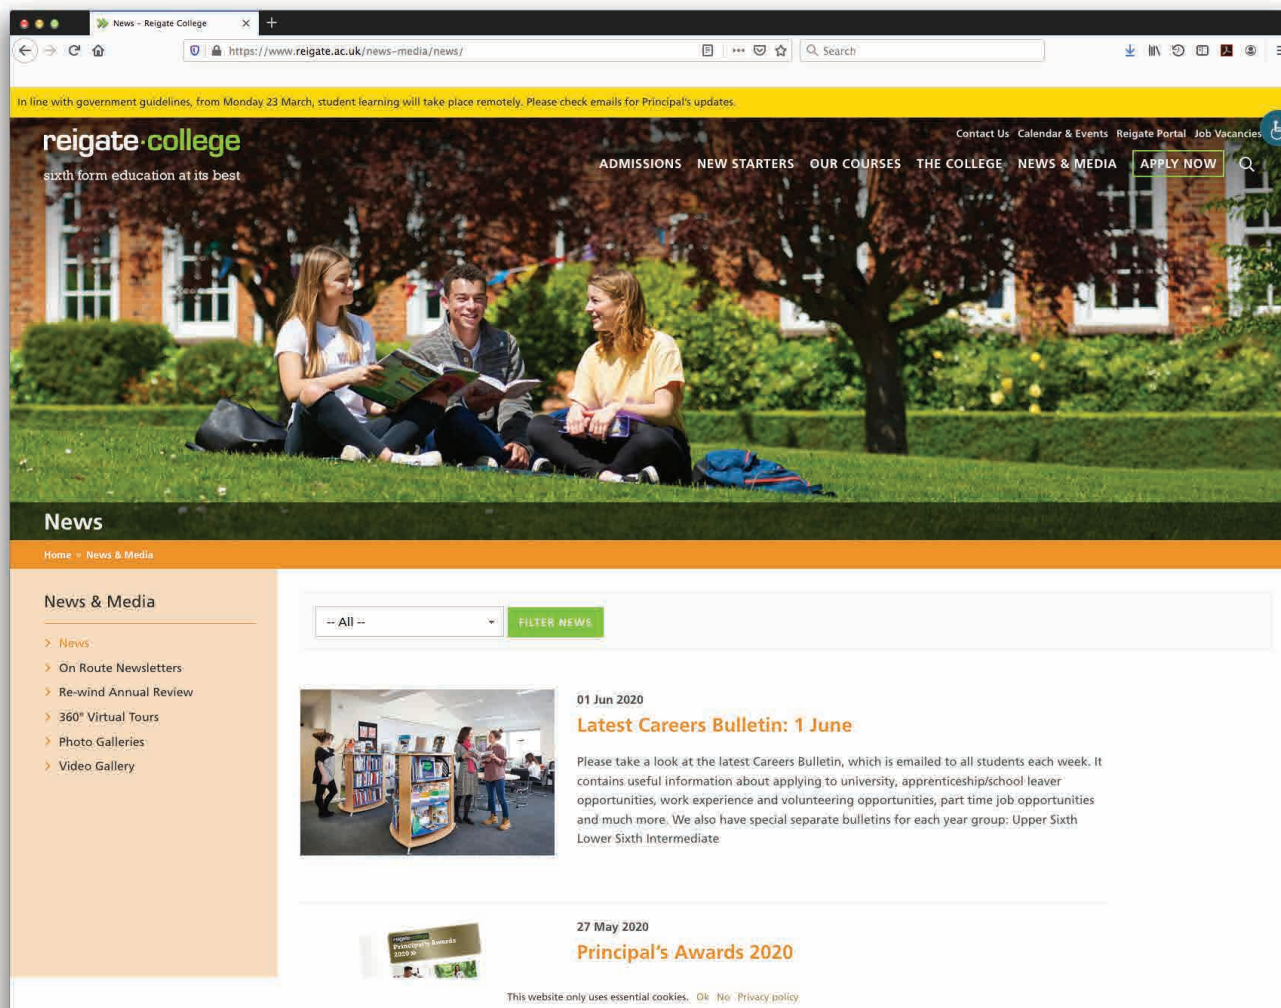 News – Reigate College
https://www.reigate.ac.uk/news-media/news/
Search
In line with government guidelines, from Monday 23 March, student learning will take place remotely. Please check emails for Principal's updates.
reigate·college
sixth form education at its best
Contact Us Calendar & Events Reigate Portal Job Vacancies
ADMISSIONS NEW STARTERS OUR COURSES THE COLLEGE NEWS & MEDIA APPLY NOW
News
Home » News & Media
News & Media
News
On Route Newsletters
Re-wind Annual Review
360° Virtual Tours
Photo Galleries
Video Gallery
-- All --
FILTER NEWS
01 Jun 2020
Latest Careers Bulletin: 1 June
Please take a look at the latest Careers Bulletin, which is emailed to all students each week. It
contains useful information about applying to university, apprenticeship/school leaver
opportunities, work experience and volunteering opportunities, part time job opportunities
and much more. We also have special separate bulletins for each year group: Upper Sixth
Lower Sixth Intermediate
reigate·college
Principal's Awards
2020 »
27 May 2020
Principal's Awards 2020
This website only uses essential cookies. Ok No Privacy policy